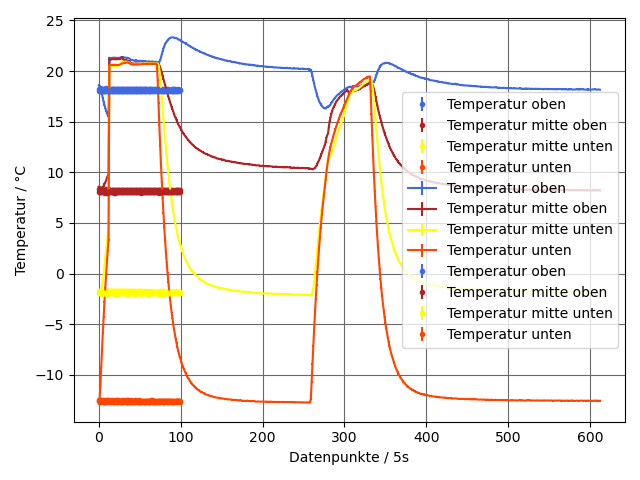 25
20
15
10
5
0
−5
−10
Temperatur / °C
0
100
200
300
400
500
600
Datenpunkte / 5s
Temperatur oben
Temperatur mitte oben
Temperatur mitte unten
Temperatur unten
Temperatur oben
Temperatur mitte oben
Temperatur mitte unten
Temperatur unten
Temperatur oben
Temperatur mitte oben
Temperatur mitte unten
Temperatur unten